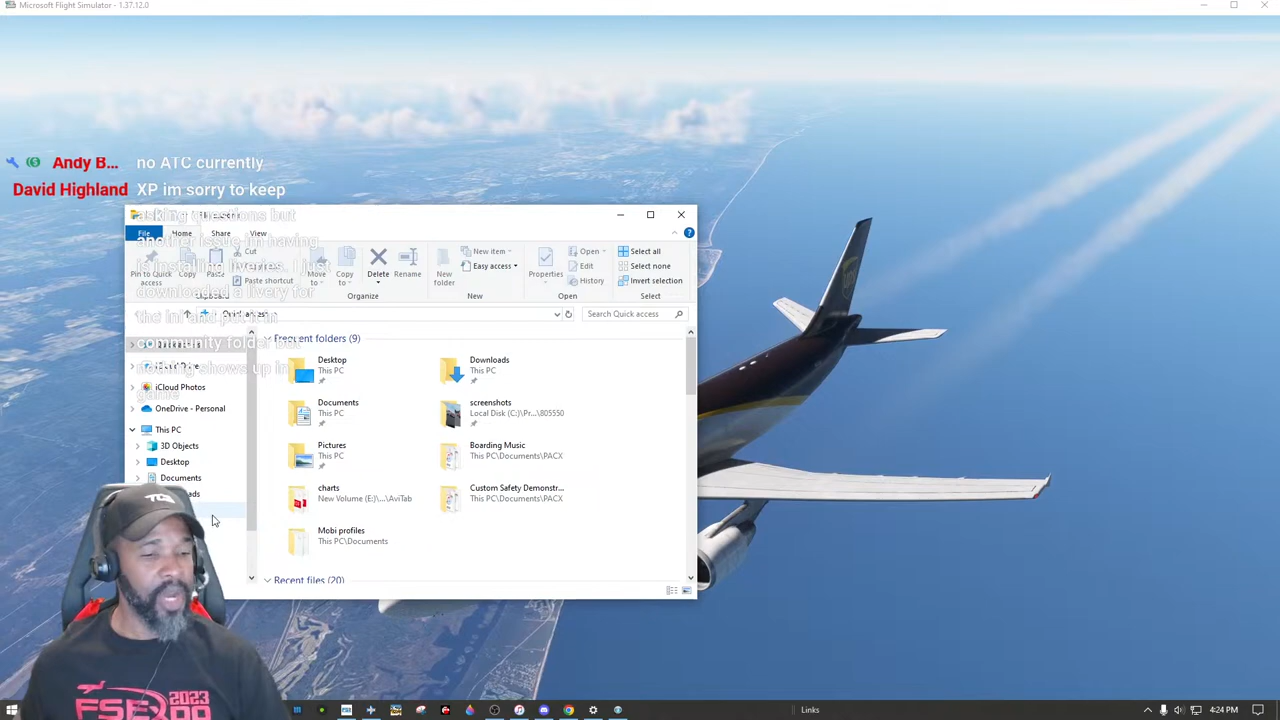 Microsoft Flight Simulator - 1.37.12.0
Andy B... no ATC currently
David Highland XP im sorry to keep
asking questions but
another issue im having
is installing liveries. I just
downloaded a livery for
the ini and put it in
community folder but
nothing shows up in
game
File
Home
Share
View
Pin to Quick
access
Copy
Paste
Cut
Paste shortcut
Clipboard
Move
to
Copy
to
Delete
Rename
Organize
New
folder
New item
Easy access
New
Properties
Open
Edit
History
Open
Select all
Select none
Invert selection
Select
Quick access
Search Quick access
iCloud Drive
iCloud Photos
OneDrive - Personal
This PC
3D Objects
Desktop
Documents
Frequent folders (9)
Desktop
This PC
Downloads
This PC
Documents
This PC
screenshots
Local Disk (C:)\Pr...\805550
Pictures
This PC
Boarding Music
This PC\Documents\PACX
charts
New Volume (E:)\...\AviTab
Custom Safety Demonstr...
This PC\Documents\PACX
Mobi profiles
This PC\Documents
Recent files (20)
2023
FSE
Links
4:24 PM